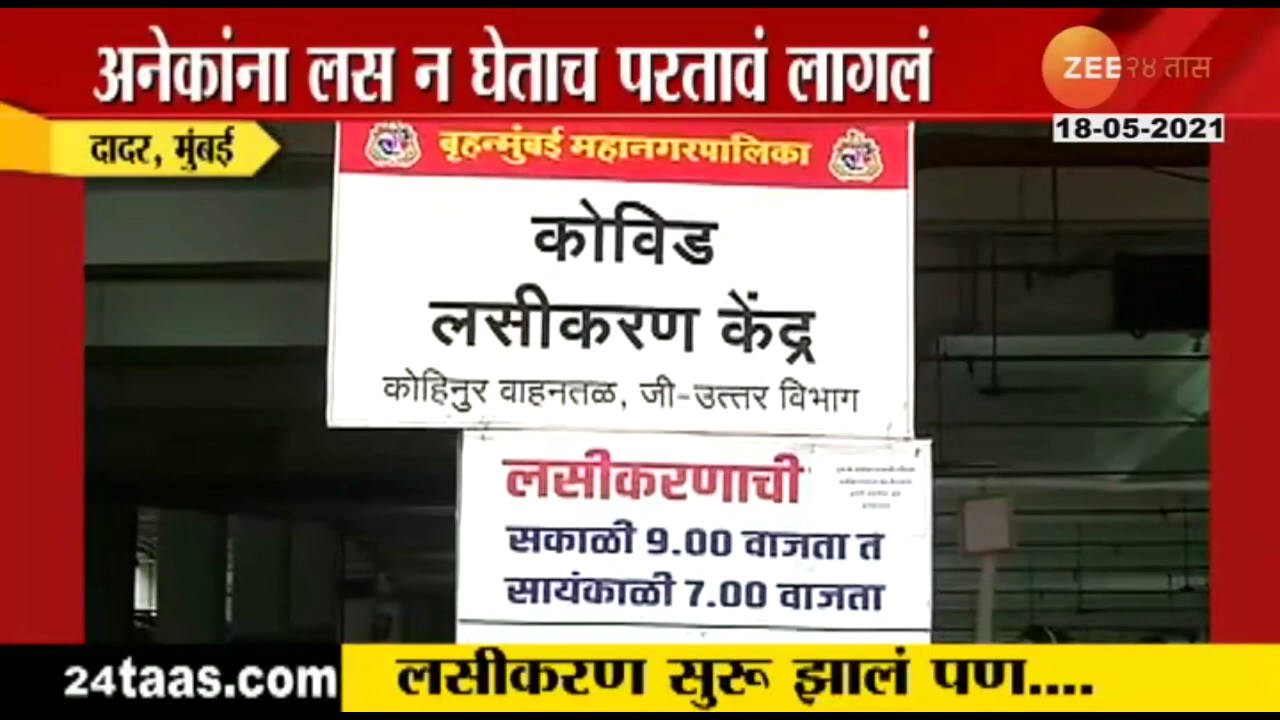 अनेकांना लस न घेताच परतावं लागलं
ZEE २४ तास
18-05-2021
दादर, मुंबई
बृहन्मुंबई महानगरपालिका
कोविड
लसीकरण केंद्र
कोहिनुर वाहनतळ, जी-उत्तर विभाग
लसीकरणाची
सकाळी 9.00 वाजता त
सायंकाळी 7.00 वाजता
24taas.com
लसीकरण सुरू झालं पण....